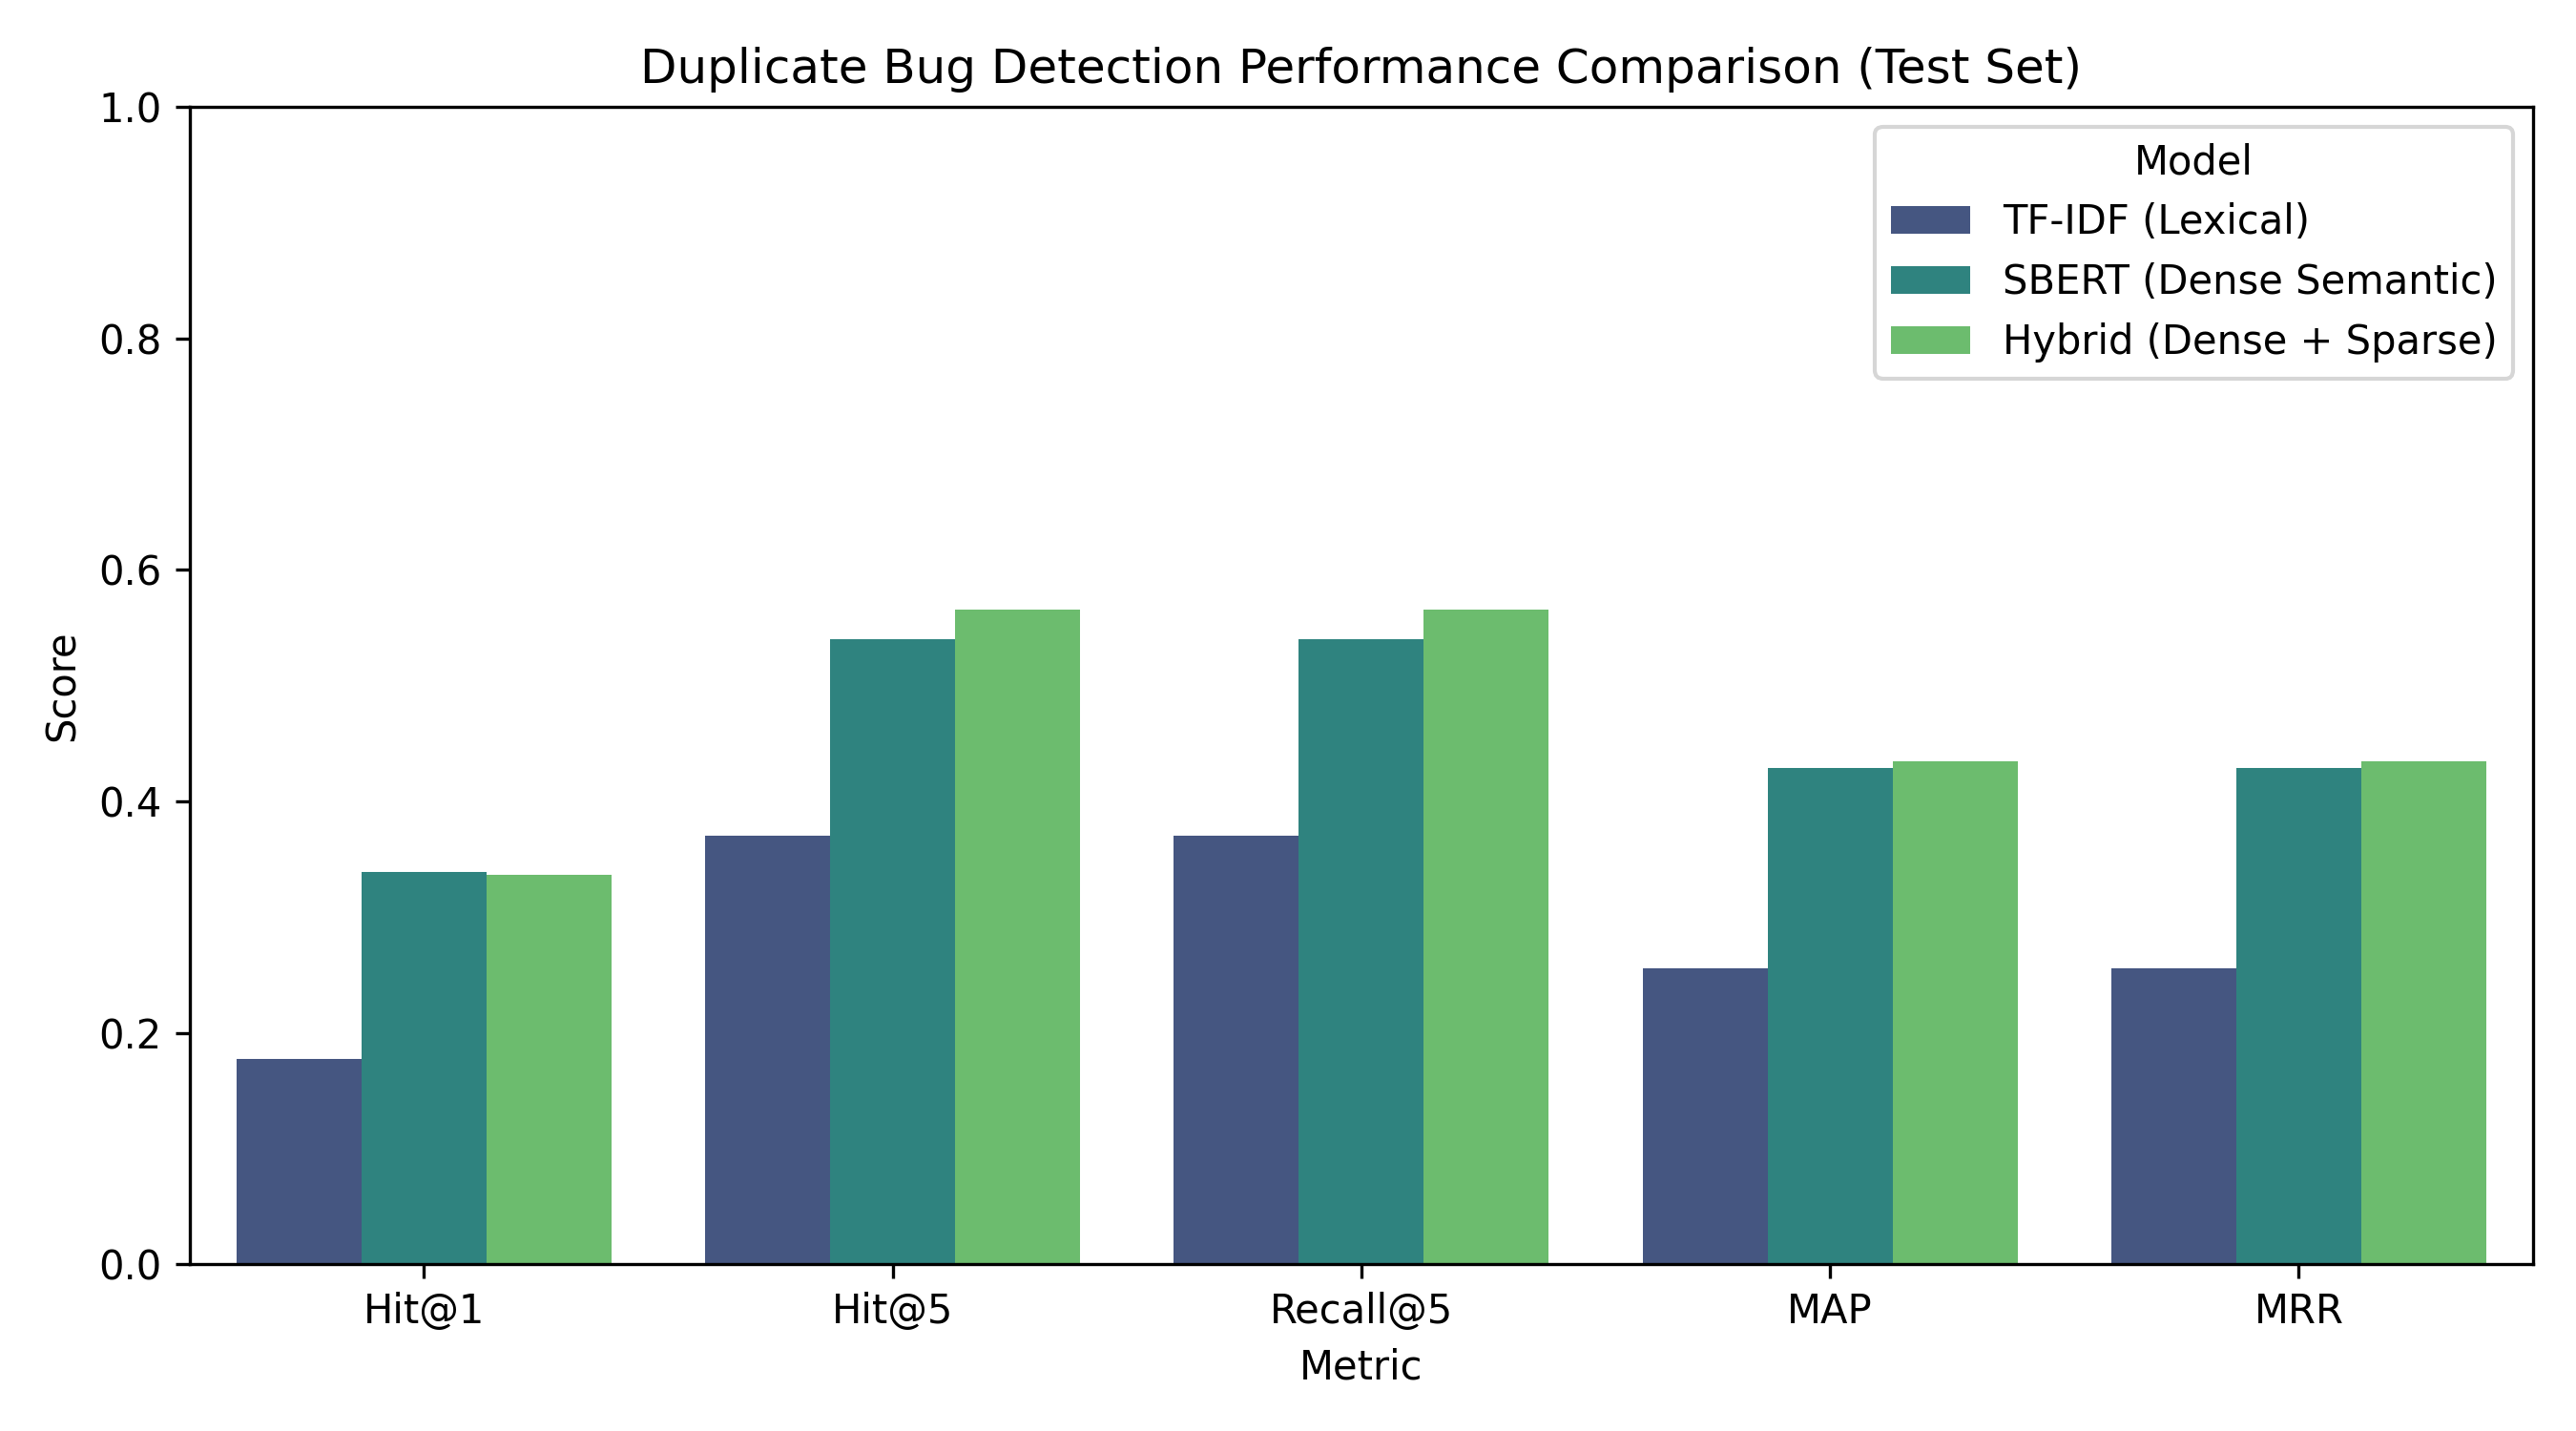 Duplicate Bug Detection Performance Comparison (Test Set)
1.0
0.8
0.6
0.4
0.2
0.0
Score
Model
TF-IDF (Lexical)
SBERT (Dense Semantic)
Hybrid (Dense + Sparse)
Hit@1
Hit@5
Recall@5
MAP
MRR
Metric